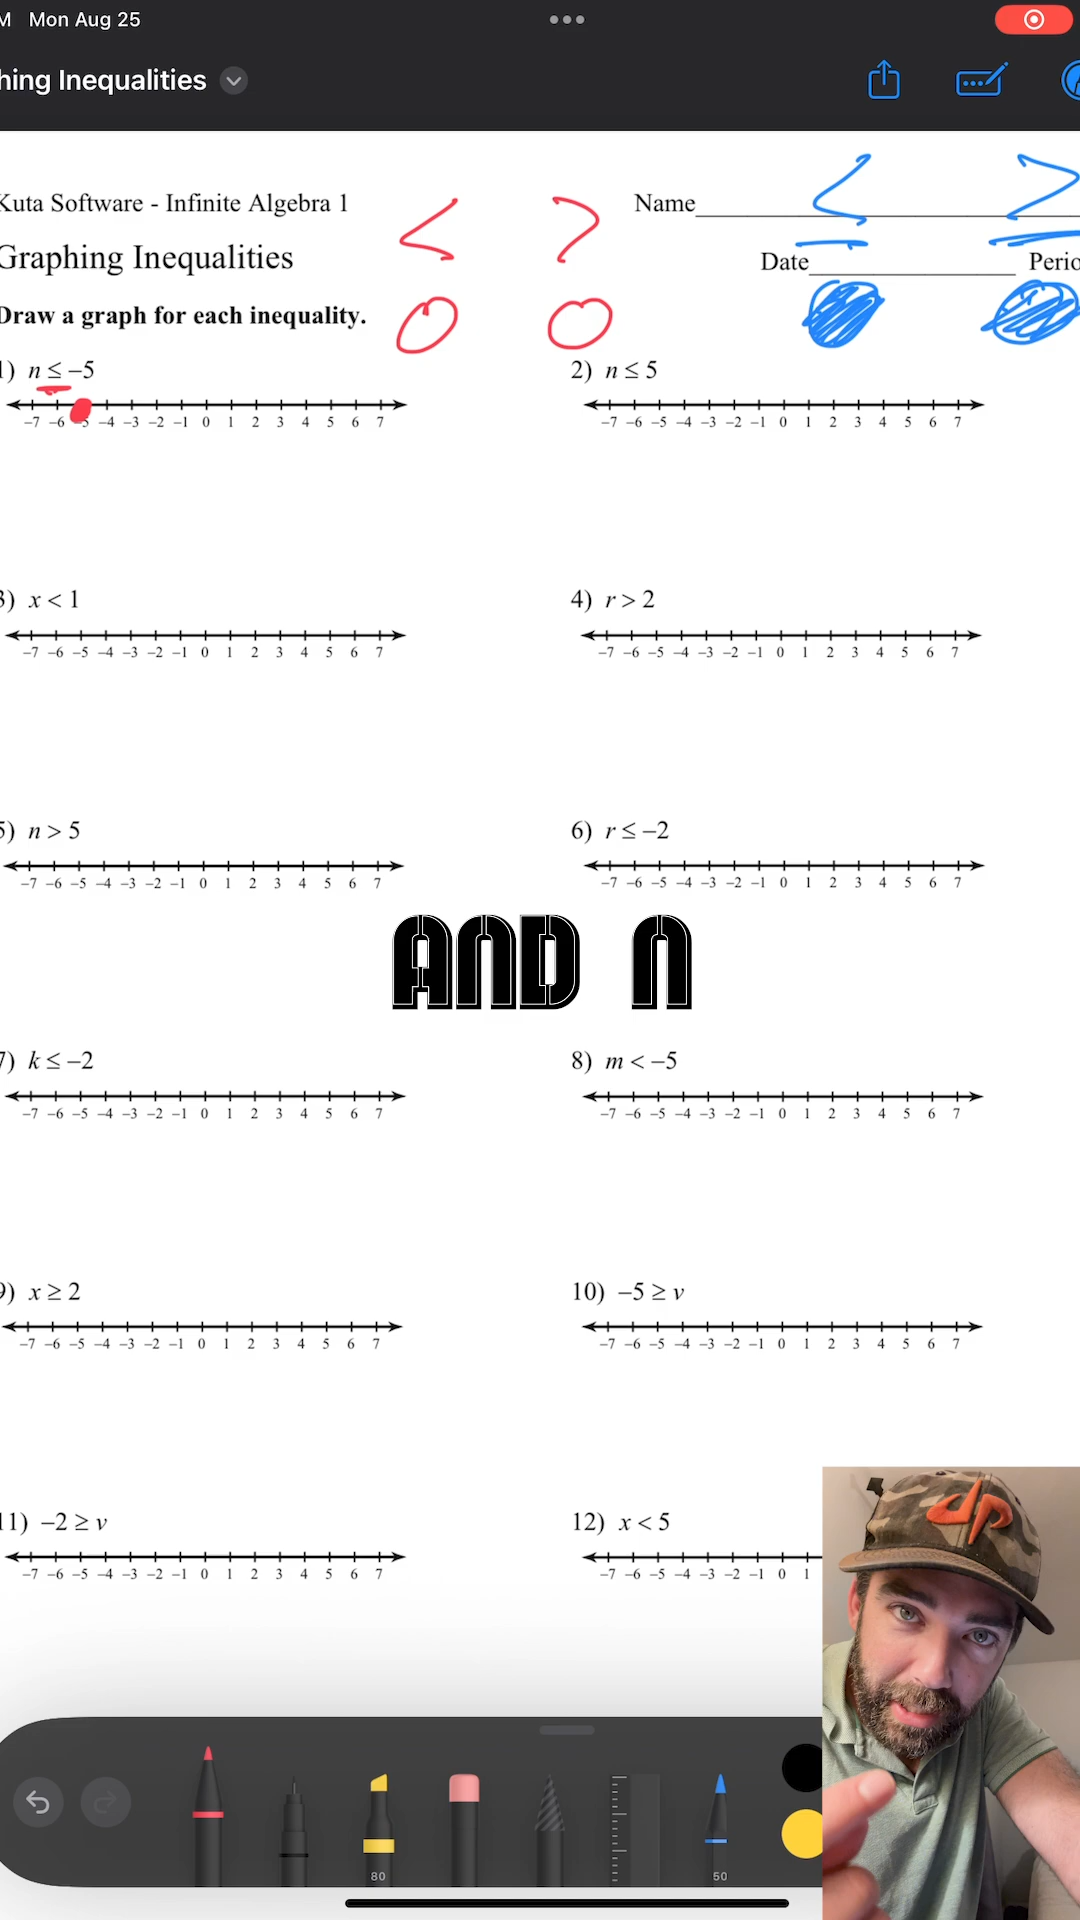 M Mon Aug 25
hing Inequalities
Kuta Software - Infinite Algebra 1
Name
Graphing Inequalities
Date
Perio
Draw a graph for each inequality.
< > ≤ ≥
1) n ≤ −5
2) n ≤ 5
−7 −6 −5 −4 −3 −2 −1 0 1 2 3 4 5 6 7
−7 −6 −5 −4 −3 −2 −1 0 1 2 3 4 5 6 7
3) x < 1
4) r > 2
−7 −6 −5 −4 −3 −2 −1 0 1 2 3 4 5 6 7
−7 −6 −5 −4 −3 −2 −1 0 1 2 3 4 5 6 7
5) n > 5
6) r ≤ −2
−7 −6 −5 −4 −3 −2 −1 0 1 2 3 4 5 6 7
−7 −6 −5 −4 −3 −2 −1 0 1 2 3 4 5 6 7
AND N
7) k ≤ −2
8) m < −5
−7 −6 −5 −4 −3 −2 −1 0 1 2 3 4 5 6 7
−7 −6 −5 −4 −3 −2 −1 0 1 2 3 4 5 6 7
9) x ≥ 2
10) −5 ≥ v
−7 −6 −5 −4 −3 −2 −1 0 1 2 3 4 5 6 7
−7 −6 −5 −4 −3 −2 −1 0 1 2 3 4 5 6 7
11) −2 ≥ v
12) x < 5
−7 −6 −5 −4 −3 −2 −1 0 1 2 3 4 5 6 7
−7 −6 −5 −4 −3 −2 −1 0 1
80
50